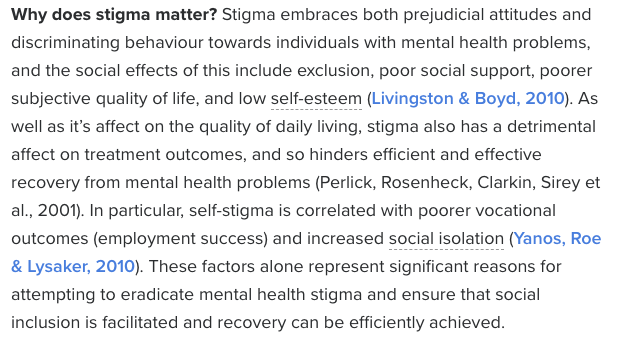 Why does stigma matter? Stigma embraces both prejudicial attitudes and
discriminating behaviour towards individuals with mental health problems,
and the social effects of this include exclusion, poor social support, poorer
subjective quality of life, and low self-esteem (Livingston & Boyd, 2010). As
well as it's affect on the quality of daily living, stigma also has a detrimental
affect on treatment outcomes, and so hinders efficient and effective
recovery from mental health problems (Perlick, Rosenheck, Clarkin, Sirey et
al., 2001). In particular, self-stigma is correlated with poorer vocational
outcomes (employment success) and increased social isolation (Yanos, Roe
& Lysaker, 2010). These factors alone represent significant reasons for
attempting to eradicate mental health stigma and ensure that social
inclusion is facilitated and recovery can be efficiently achieved.